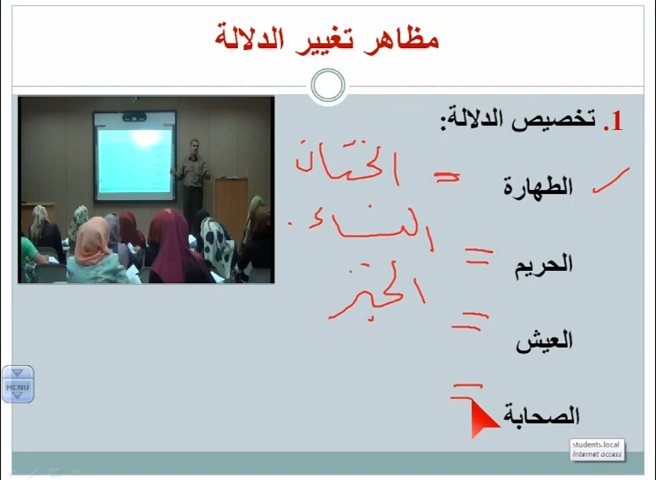 مظاهر تغيير الدلالة
1. تخصيص الدلالة:
الطهارة = الختان
الحريم = النساء.
العيش = الخبز
الصحابة =
MENU
students.local
Internet access